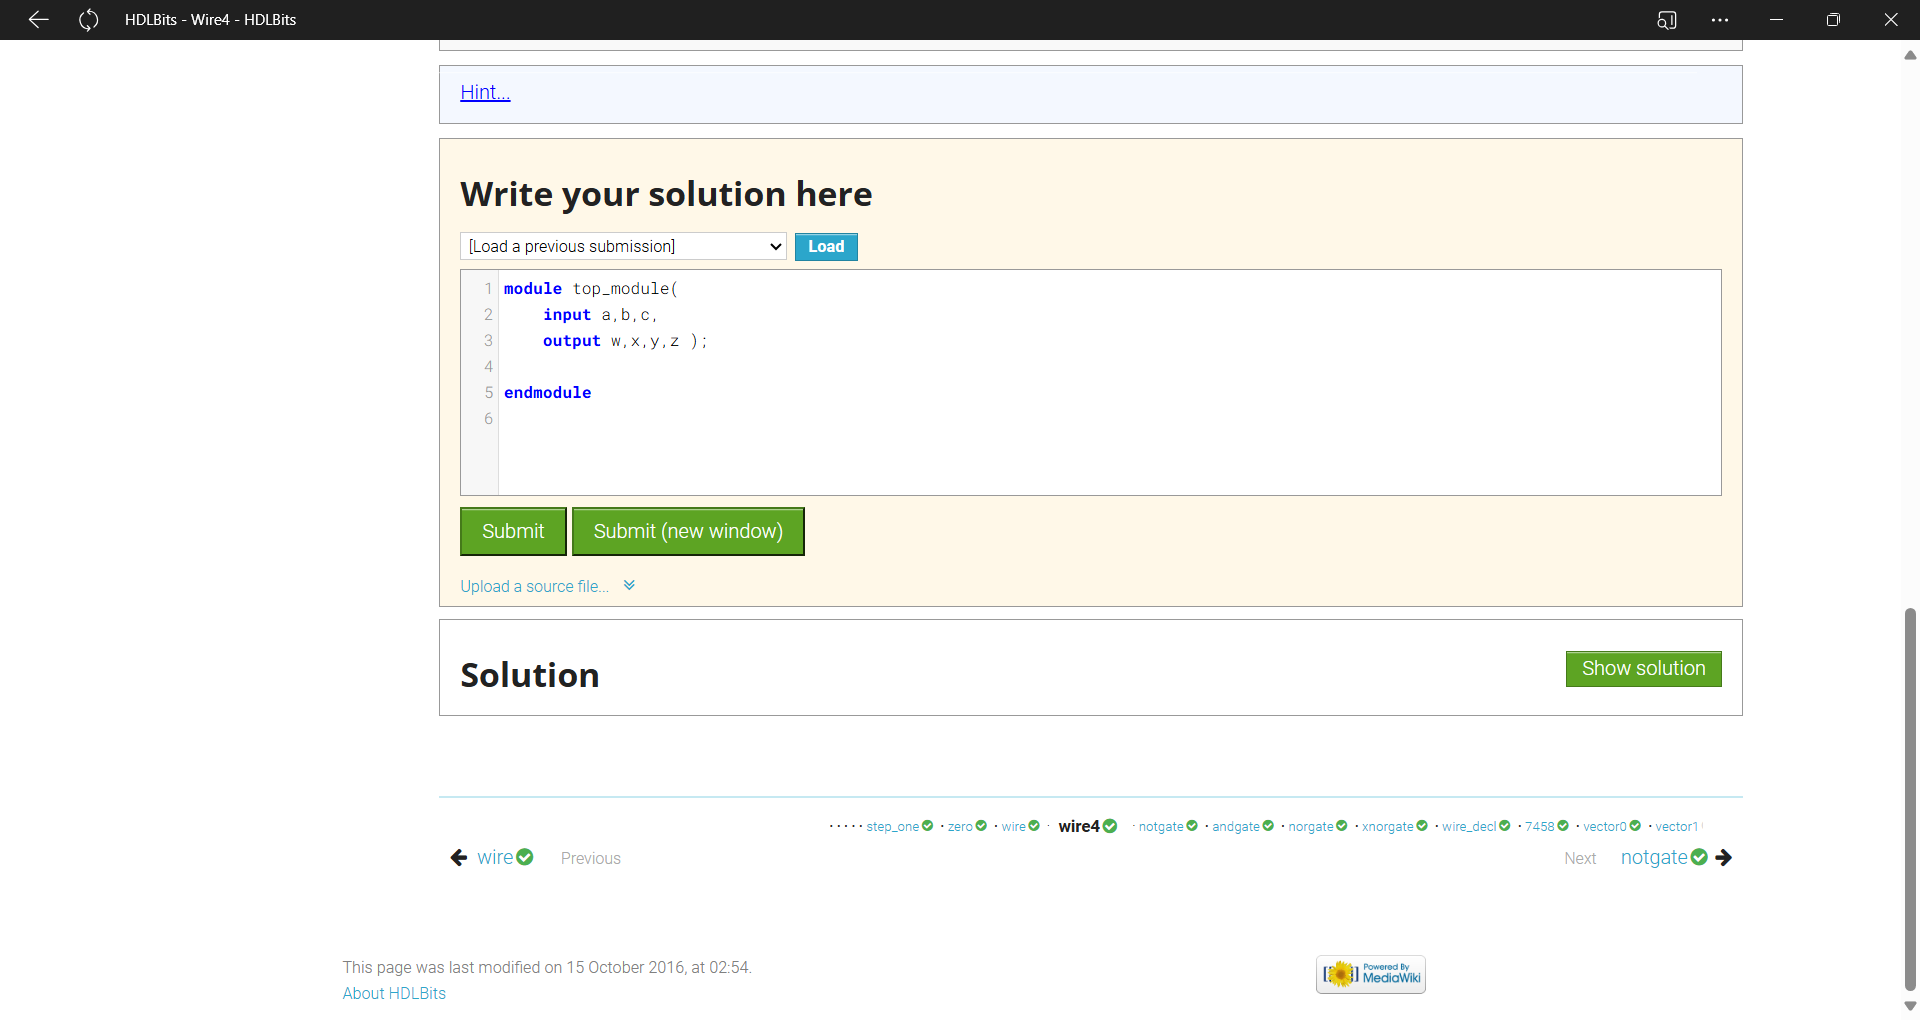 HDLBits - Wire4 - HDLBits
Hint...
Write your solution here
[Load a previous submission]
Load
1 module top_module(
2     input a,b,c,
3     output w,x,y,z );
4
5 endmodule
6
Submit
Submit (new window)
Upload a source file...
Solution
Show solution
· · · · · step_one · zero · wire · wire4 · notgate · andgate · norgate · xnorgate · wire_decl · 7458 · vector0 · vector1
wire Previous
Next notgate
This page was last modified on 15 October 2016, at 02:54.
About HDLBits
Powered By
MediaWiki